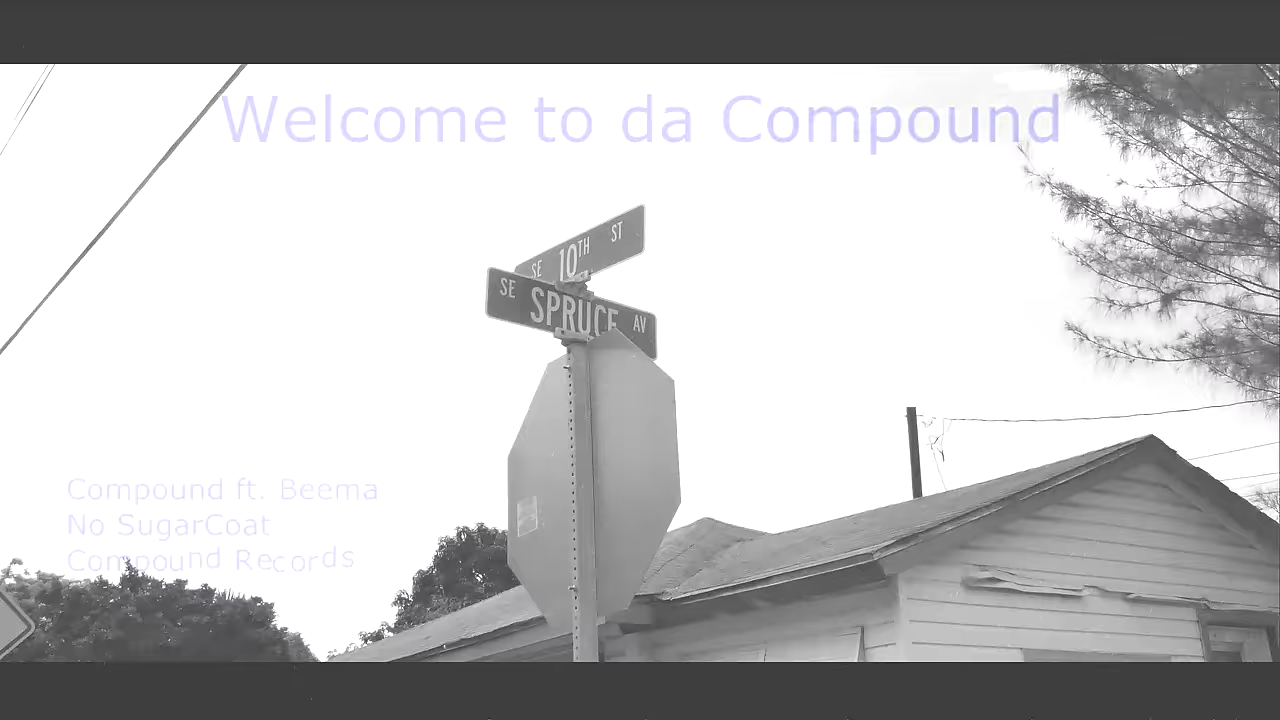 Welcome to da Compound
SE 10TH ST
SE SPRUCE AV
Compound ft. Beema
No SugarCoat
Compound Records